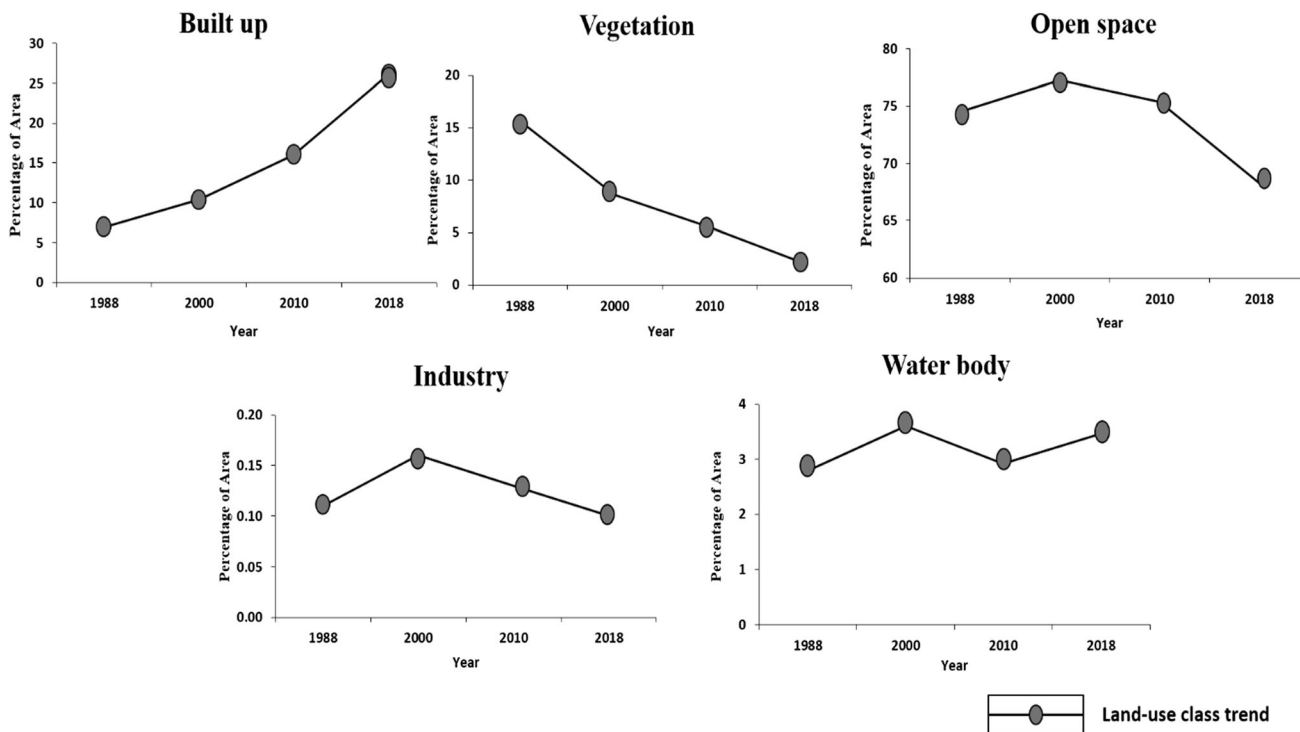 Built up
Percentage of Area
30
25
20
15
10
5
0
1988 2000 2010 2018
Year
Vegetation
Percentage of Area
20
15
10
5
0
1988 2000 2010 2018
Year
Open space
Percentage of Area
80
75
70
65
60
1988 2000 2010 2018
Year
Industry
Percentage of Area
0.20
0.15
0.10
0.05
0.00
1988 2000 2010 2018
Year
Water body
Percentage of Area
4
3
2
1
0
1988 2000 2010 2018
Year
Land-use class trend